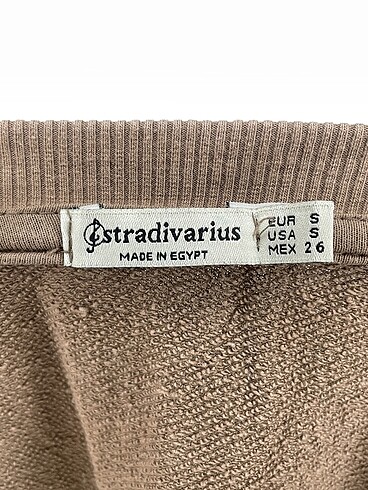 stradivarius
MADE IN EGYPT
EUR S
USA S
MEX 26